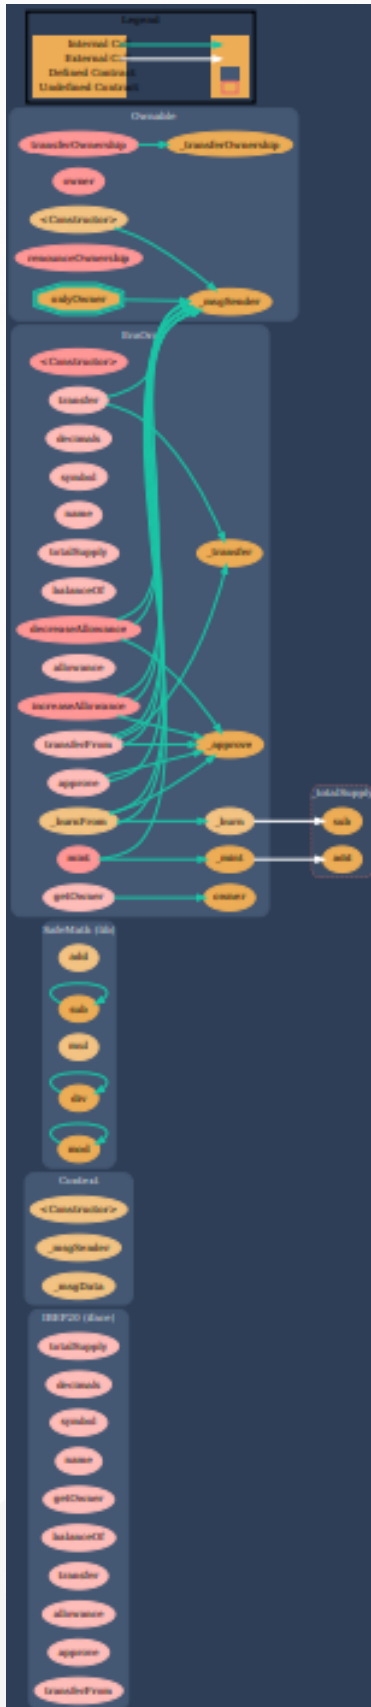 Legend
Internal Ca
External C
Defined Contract
Undefined Contract
Ownable
transferOwnership
_transferOwnership
owner
<Constructor>
renounceOwnership
onlyOwner
_msgSender
<Constructor>
transfer
decimals
symbol
name
_transfer
totalSupply
balanceOf
decreaseAllowance
allowance
increaseAllowance
transferFrom
_approve
approve
_totalSupply
_burnFrom
_burn
sub
mint
_mint
add
getOwner
owner
SafeMath (lib)
add
sub
mul
div
mod
Context
<Constructor>
_msgSender
_msgData
IBEP20 (iface)
totalSupply
decimals
symbol
name
getOwner
balanceOf
transfer
allowance
approve
transferFrom